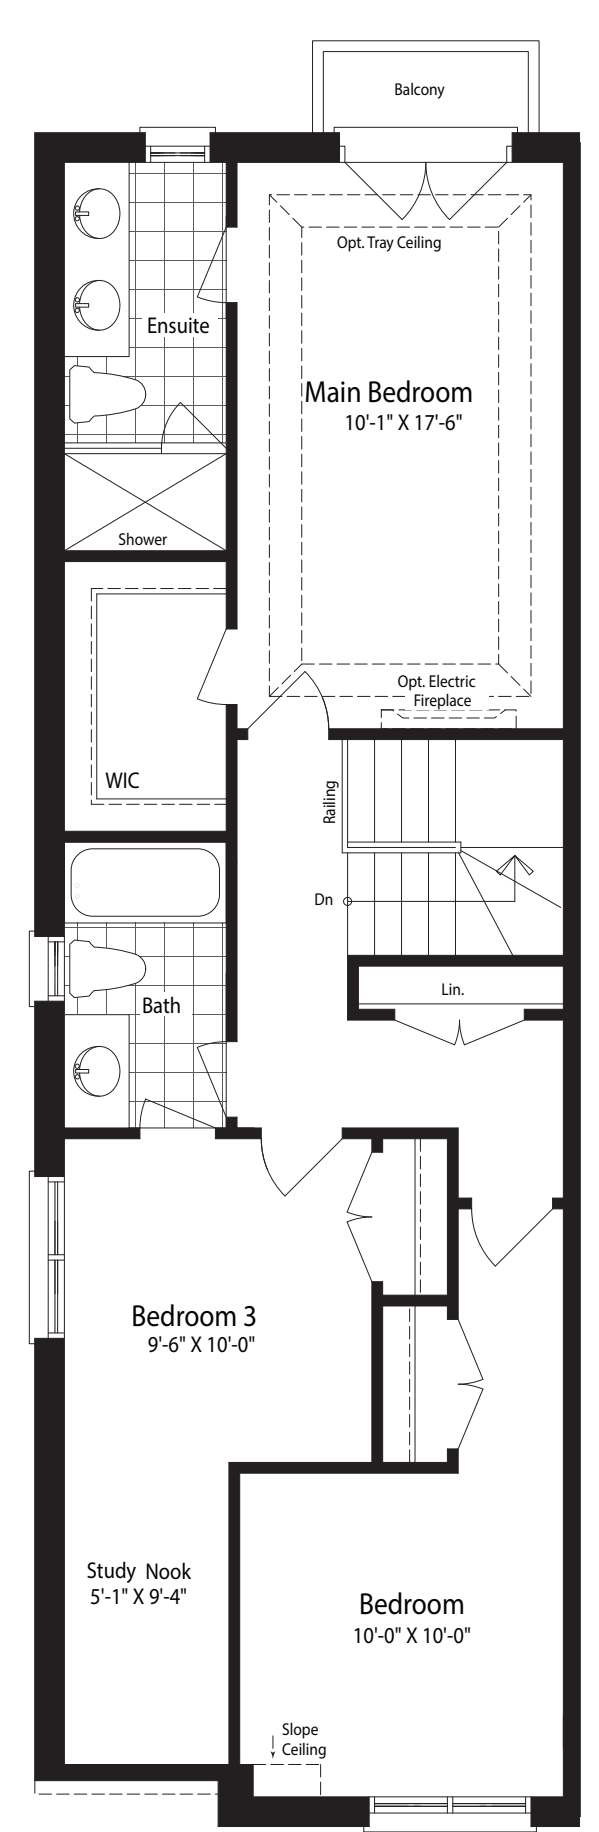 Balcony
Opt. Tray Ceiling
Ensuite
Main Bedroom
10'-1" X 17'-6"
Shower
Opt. Electric
Fireplace
WIC
Railing
Dn
Lin.
Bath
Bedroom 3
9'-6" X 10'-0"
Study Nook
5'-1" X 9'-4"
Bedroom
10'-0" X 10'-0"
Slope
Ceiling